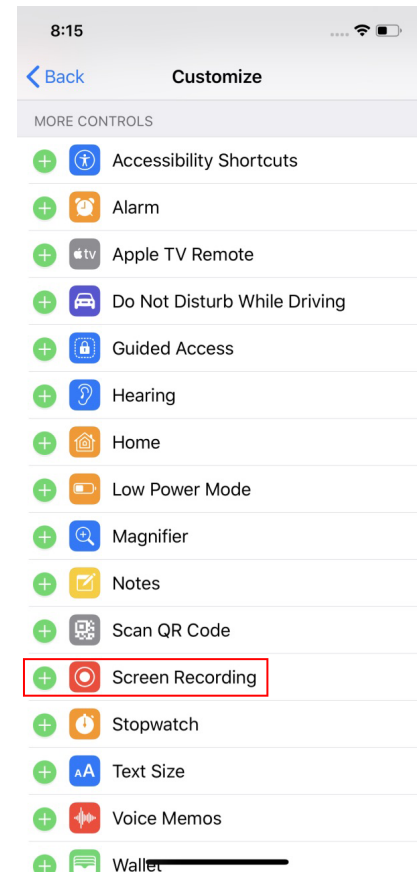 8:15
Back
Customize
MORE CONTROLS
Accessibility Shortcuts
Alarm
tv
Apple TV Remote
Do Not Disturb While Driving
Guided Access
Hearing
Home
Low Power Mode
Magnifier
Notes
Scan QR Code
Screen Recording
Stopwatch
AA
Text Size
Voice Memos
Wallet